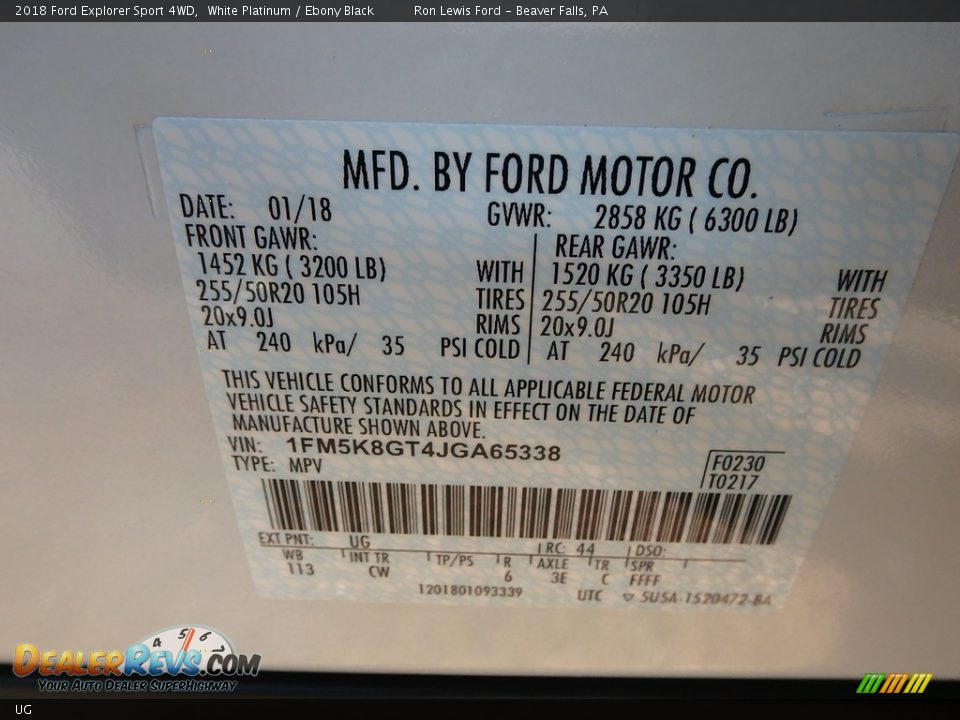 2018 Ford Explorer Sport 4WD, White Platinum / Ebony Black Ron Lewis Ford - Beaver Falls, PA
MFD. BY FORD MOTOR CO.
DATE: 01/18 GVWR: 2858 KG ( 6300 LB)
FRONT GAWR: REAR GAWR:
1452 KG ( 3200 LB) WITH 1520 KG ( 3350 LB) WITH
255/50R20 105H TIRES 255/50R20 105H TIRES
20x9.0J RIMS 20x9.0J RIMS
AT 240 kPa/ 35 PSI COLD AT 240 kPa/ 35 PSI COLD
THIS VEHICLE CONFORMS TO ALL APPLICABLE FEDERAL MOTOR
VEHICLE SAFETY STANDARDS IN EFFECT ON THE DATE OF
MANUFACTURE SHOWN ABOVE.
VIN: 1FM5K8GT4JGA65338
TYPE: MPV
F0230
T0217
EXT PNT: UG RC: 44 DSO:
WB INT TR TP/PS R AXLE TR SPR
113 CW 6 3E C FFFF
1201801093339 UTC ▽ 5U5A-1520472-BA
4 5 6 7
DealerRevs.com
Your Auto Dealer SuperHighway
UG